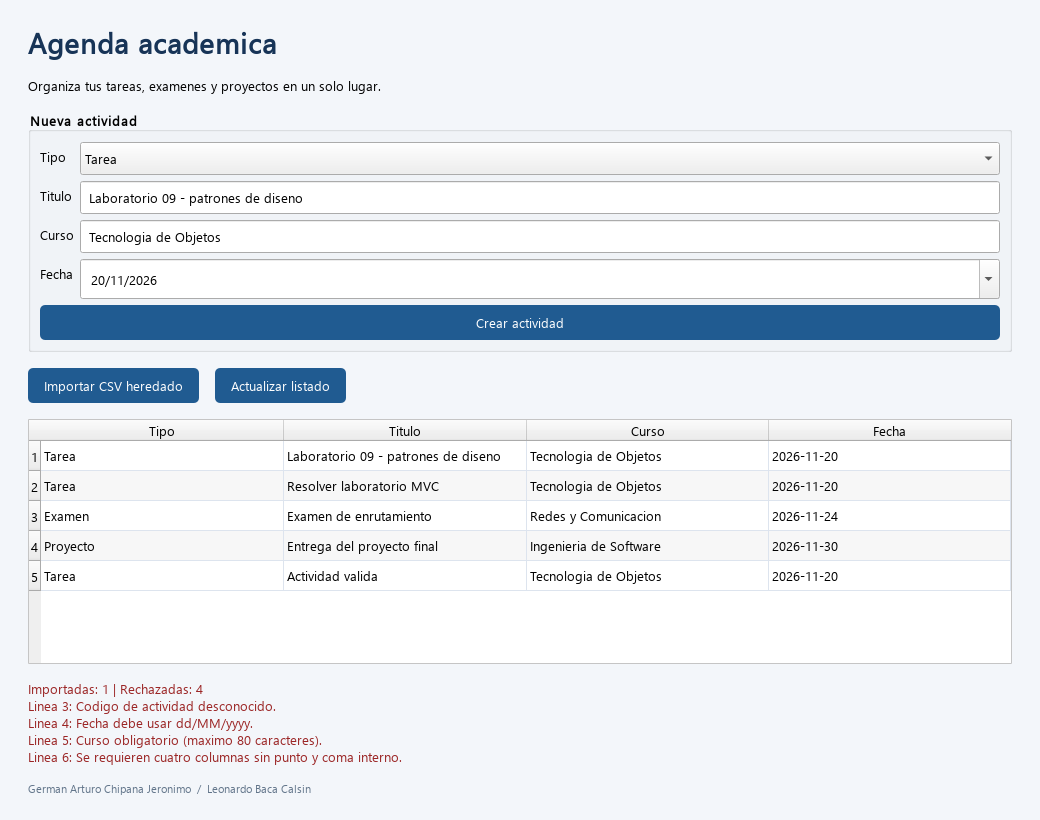 Agenda academica
Organiza tus tareas, examenes y proyectos en un solo lugar.
Nueva actividad
Tipo Tarea
Titulo Laboratorio 09 - patrones de diseno
Curso Tecnologia de Objetos
Fecha 20/11/2026
Crear actividad
Importar CSV heredado Actualizar listado
Tipo Titulo Curso Fecha
1 Tarea Laboratorio 09 - patrones de diseno Tecnologia de Objetos 2026-11-20
2 Tarea Resolver laboratorio MVC Tecnologia de Objetos 2026-11-20
3 Examen Examen de enrutamiento Redes y Comunicacion 2026-11-24
4 Proyecto Entrega del proyecto final Ingenieria de Software 2026-11-30
5 Tarea Actividad valida Tecnologia de Objetos 2026-11-20
Importadas: 1 | Rechazadas: 4
Linea 3: Codigo de actividad desconocido.
Linea 4: Fecha debe usar dd/MM/yyyy.
Linea 5: Curso obligatorio (maximo 80 caracteres).
Linea 6: Se requieren cuatro columnas sin punto y coma interno.
German Arturo Chipana Jeronimo / Leonardo Baca Calsin